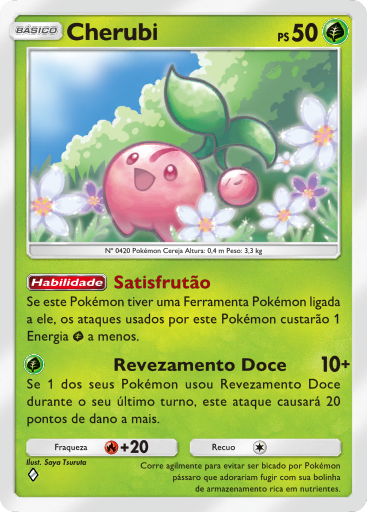 BÁSICO Cherubi PS 50
Nº 0420 Pokémon Cereja Altura: 0,4 m Peso: 3,3 kg
Habilidade Satisfrutão
Se este Pokémon tiver uma Ferramenta Pokémon ligada
a ele, os ataques usados por este Pokémon custarão 1
Energia a menos.
Revezamento Doce 10+
Se 1 dos seus Pokémon usou Revezamento Doce
durante o seu último turno, este ataque causará 20
pontos de dano a mais.
Fraqueza +20 Recuo
Ilust. Saya Tsuruta
Corre agilmente para evitar ser bicado por Pokémon
pássaro que adorariam fugir com sua bolinha
de armazenamento rica em nutrientes.